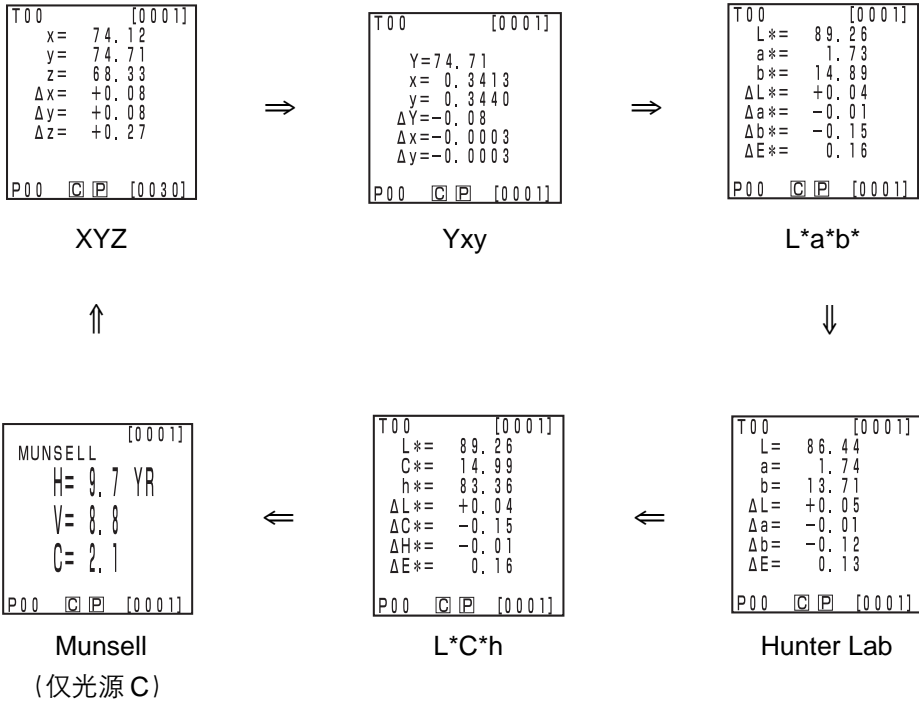 T00 [0001]
x= 74.12
y= 74.71
z= 68.33
Δx= +0.08
Δy= +0.08
Δz= +0.27
P00 C P [0030]
XYZ
⇒
T00 [0001]
Y=74.71
x= 0.3413
y= 0.3440
ΔY=-0.08
Δx=-0.0003
Δy=-0.0003
P00 C P [0001]
Yxy
⇒
T00 [0001]
L*= 89.26
a*= 1.73
b*= 14.89
ΔL*= +0.04
Δa*= -0.01
Δb*= -0.15
ΔE*= 0.16
P00 C P [0001]
L*a*b*
⇑
⇓
[0001]
MUNSELL
H= 9.7 YR
V= 8.8
C= 2.1
P00 C P [0001]
Munsell
(仅光源 C)
⇐
T00 [0001]
L*= 89.26
C*= 14.99
h*= 83.36
ΔL*= +0.04
ΔC*= -0.15
ΔH*= -0.01
ΔE*= 0.16
P00 C P [0001]
L*C*h
⇐
T00 [0001]
L= 86.44
a= 1.74
b= 13.71
ΔL= +0.05
Δa= -0.01
Δb= -0.12
ΔE= 0.13
P00 C P [0001]
Hunter Lab